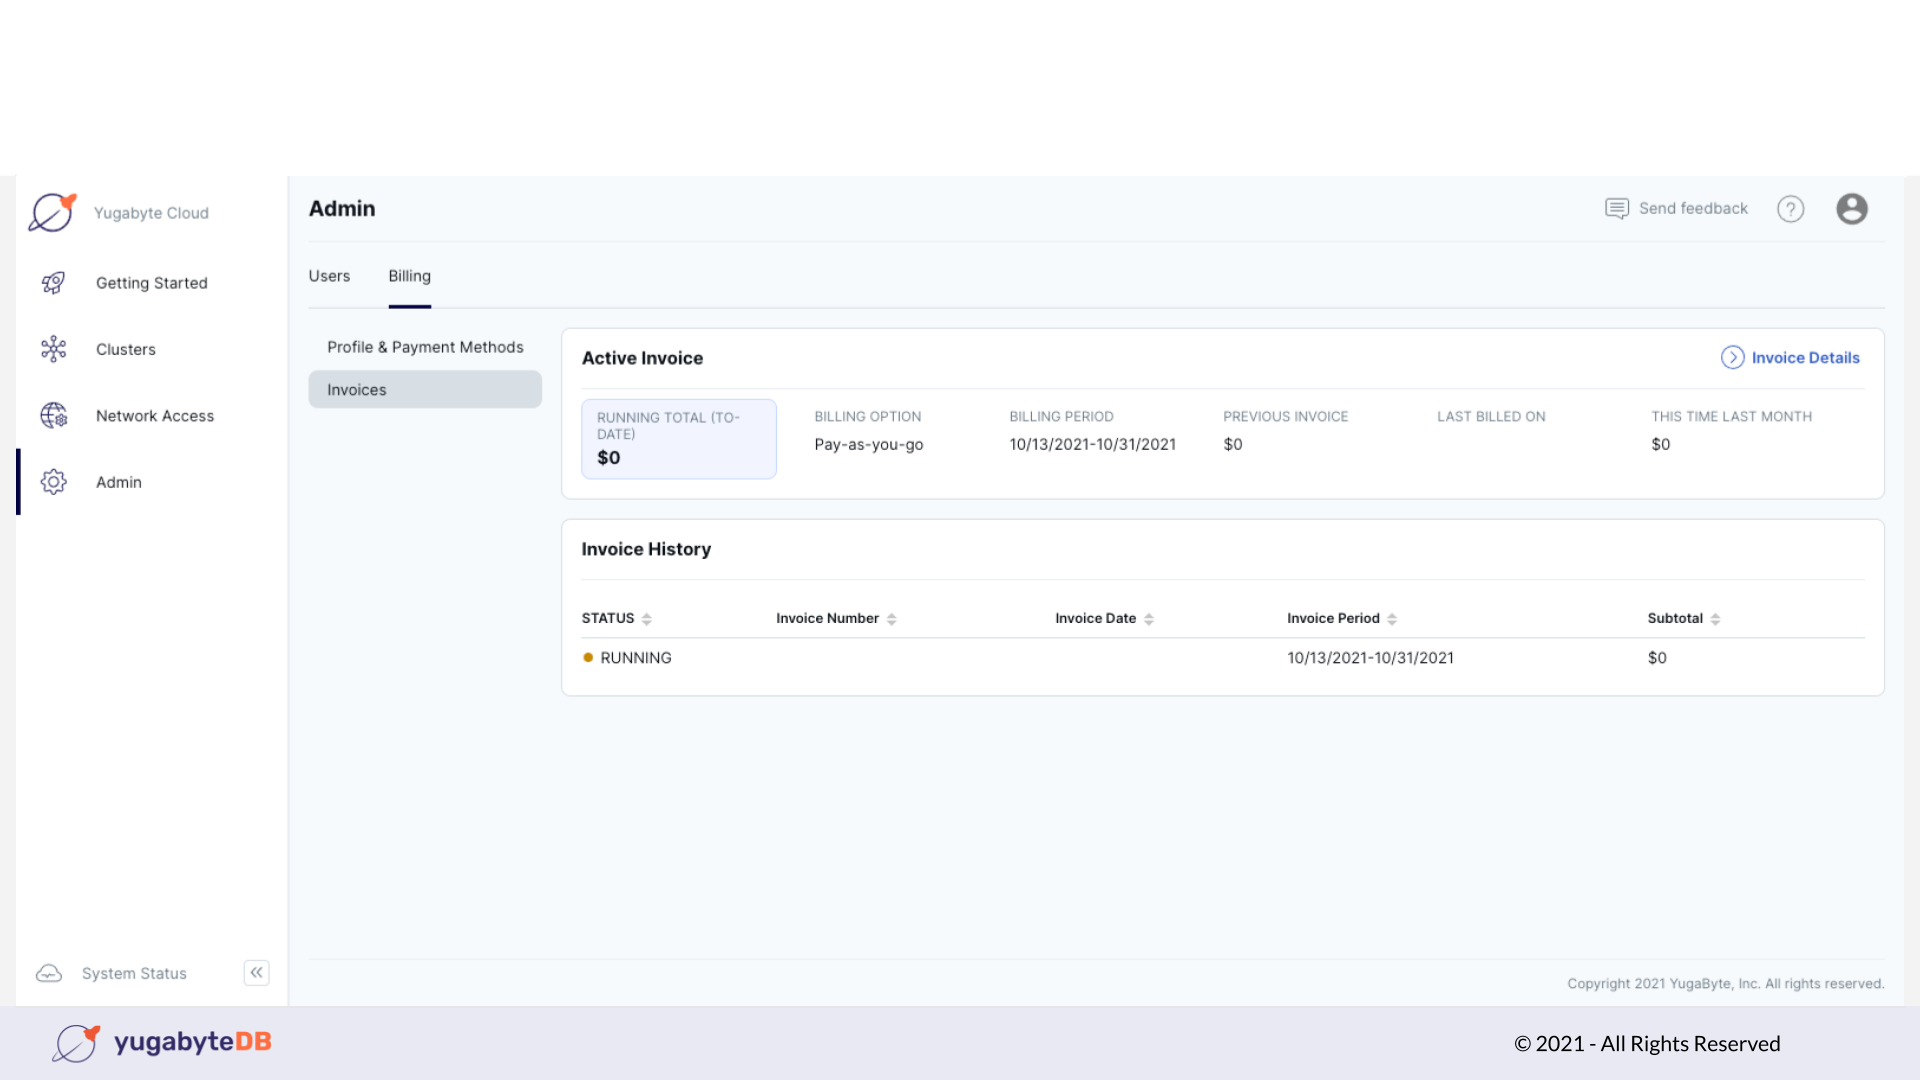 Yugabyte Cloud
Getting Started
Clusters
Network Access
Admin
System Status
Admin
Send feedback
?
Users Billing
Profile & Payment Methods
Invoices
Active Invoice
Invoice Details
RUNNING TOTAL (TO-
DATE)
$0
BILLING OPTION
Pay-as-you-go
BILLING PERIOD
10/13/2021-10/31/2021
PREVIOUS INVOICE
$0
LAST BILLED ON
THIS TIME LAST MONTH
$0
Invoice History
STATUS Invoice Number Invoice Date Invoice Period Subtotal
RUNNING 10/13/2021-10/31/2021 $0
Copyright 2021 YugaByte, Inc. All rights reserved.
yugabyteDB
© 2021 - All Rights Reserved